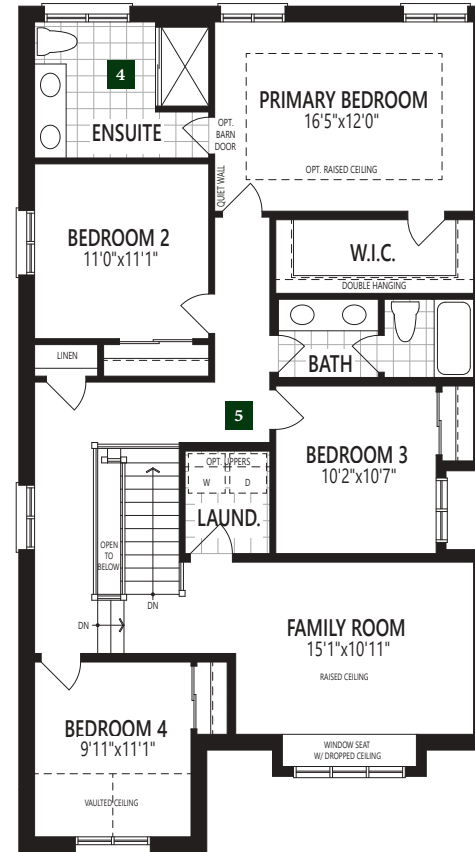 4
ENSUITE
OPT.
BARN
DOOR
PRIMARY BEDROOM
16'5"x12'0"
OPT. RAISED CEILING
QUIET WALL
BEDROOM 2
11'0"x11'1"
W.I.C.
DOUBLE HANGING
LINEN
BATH
5
BEDROOM 3
10'2"x10'7"
OPT. UPPERS
W
D
LAUND.
OPEN
TO
BELOW
DN
DN
FAMILY ROOM
15'1"x10'11"
RAISED CEILING
BEDROOM 4
9'11"x11'1"
WINDOW SEAT
W/ DROPPED CEILING
VAULTED CEILING